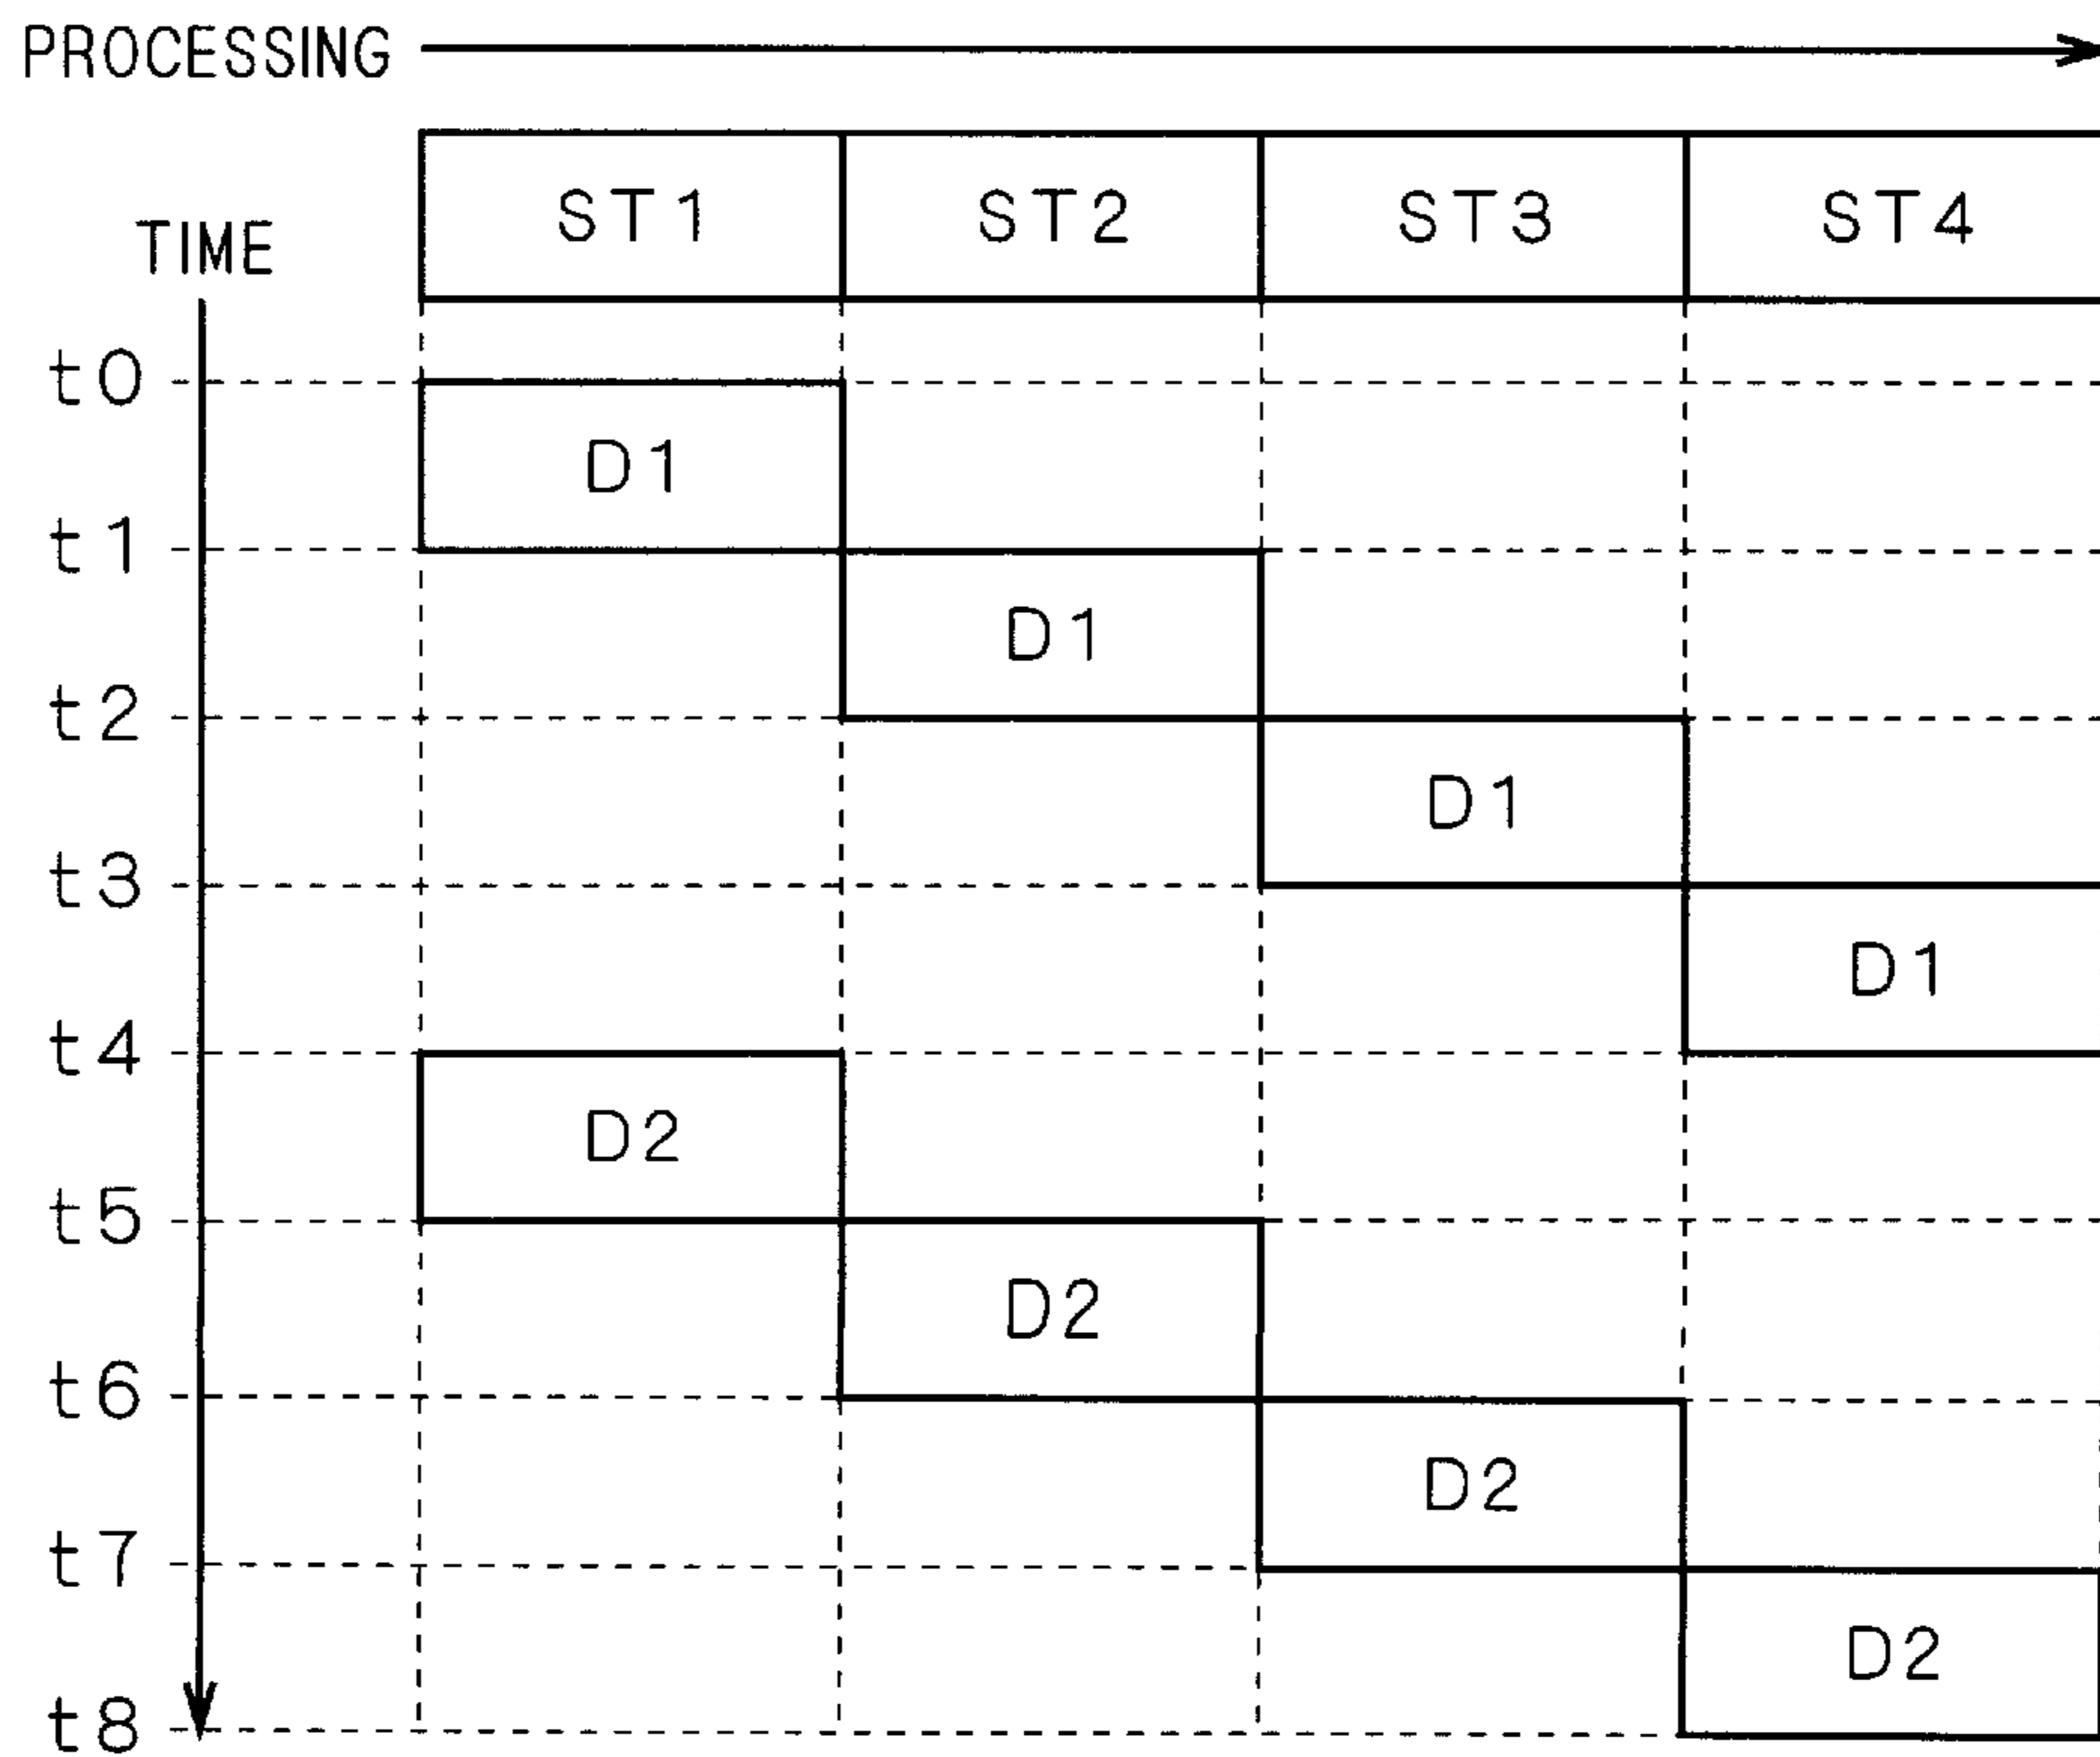 PROCESSING
ST1 ST2 ST3 ST4
TIME
t0
D1
t1
D1
t2
D1
t3
D1
t4
D2
t5
D2
t6
D2
t7
D2
t8